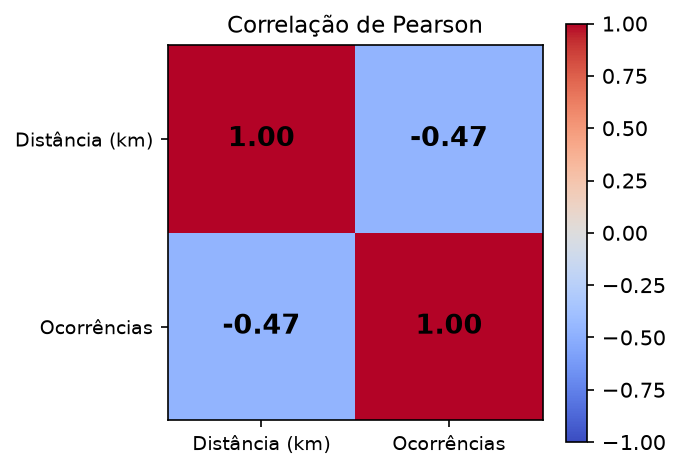 Correlação de Pearson
Distância (km)
1.00
-0.47
Ocorrências
-0.47
1.00
Distância (km)
Ocorrências
1.00
0.75
0.50
0.25
0.00
−0.25
−0.50
−0.75
−1.00